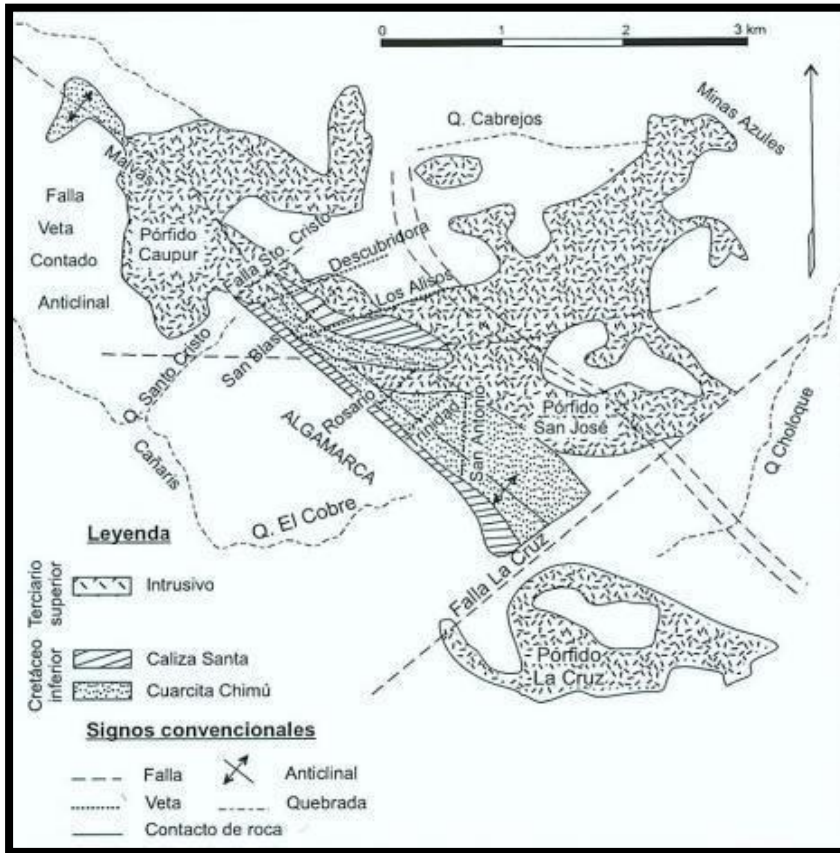 0 1 2 3 km
Minas Azules
Q. Cabrejos
Malvas
Falla
Veta
Contado
Anticlinal
Pórfido
Caupur
Falla Sto. Cristo
Descubridora
Los Alisos
San Blas
Q. Santo Cristo
Rosario
Trinidad
San Antonio
Pórfido
San José
Q Choloque
ALGAMARCA
Cañaris
Q. El Cobre
Falla La Cruz
Pórfido
La Cruz
Leyenda
Terciario
superior
Intrusivo
Cretáceo
inferior
Caliza Santa
Cuarcita Chimú
Signos convencionales
Falla
Anticlinal
Veta
Quebrada
Contacto de roca